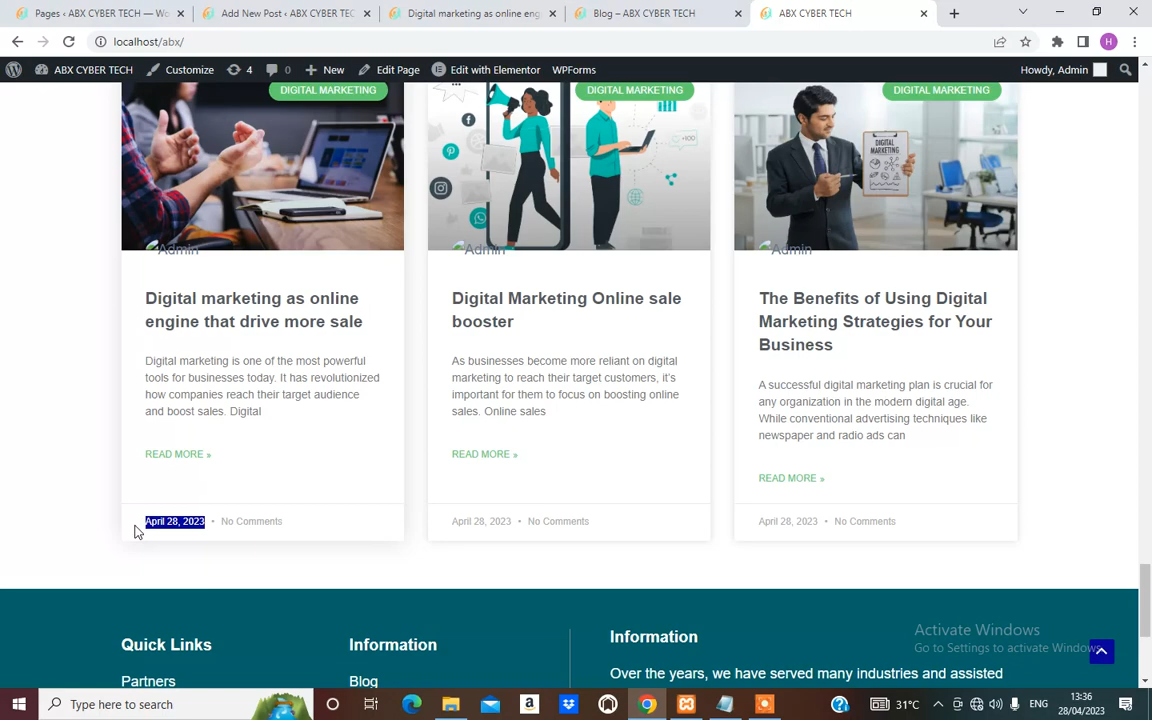 Pages ‹ ABX CYBER TECH — Wo
Add New Post ‹ ABX CYBER TEC
Digital marketing as online eng
Blog – ABX CYBER TECH
ABX CYBER TECH
localhost/abx/
H
ABX CYBER TECH
Customize
4
0
New
Edit Page
Edit with Elementor
WPForms
Howdy, Admin
DIGITAL MARKETING
DIGITAL MARKETING
DIGITAL MARKETING
+100
DIGITAL
MARKETING
Admin
Admin
Admin
Digital marketing as online
engine that drive more sale
Digital marketing is one of the most powerful
tools for businesses today. It has revolutionized
how companies reach their target audience
and boost sales. Digital
READ MORE »
April 28, 2023 • No Comments
Digital Marketing Online sale
booster
As businesses become more reliant on digital
marketing to reach their target customers, it's
important for them to focus on boosting online
sales. Online sales
READ MORE »
April 28, 2023 • No Comments
The Benefits of Using Digital
Marketing Strategies for Your
Business
A successful digital marketing plan is crucial for
any organization in the modern digital age.
While conventional advertising techniques like
newspaper and radio ads can
READ MORE »
April 28, 2023 • No Comments
Quick Links
Partners
Information
Blog
Information
Over the years, we have served many industries and assisted
Activate Windows
Go to Settings to activate Windows.
Type here to search
31°C
ENG
13:36
28/04/2023